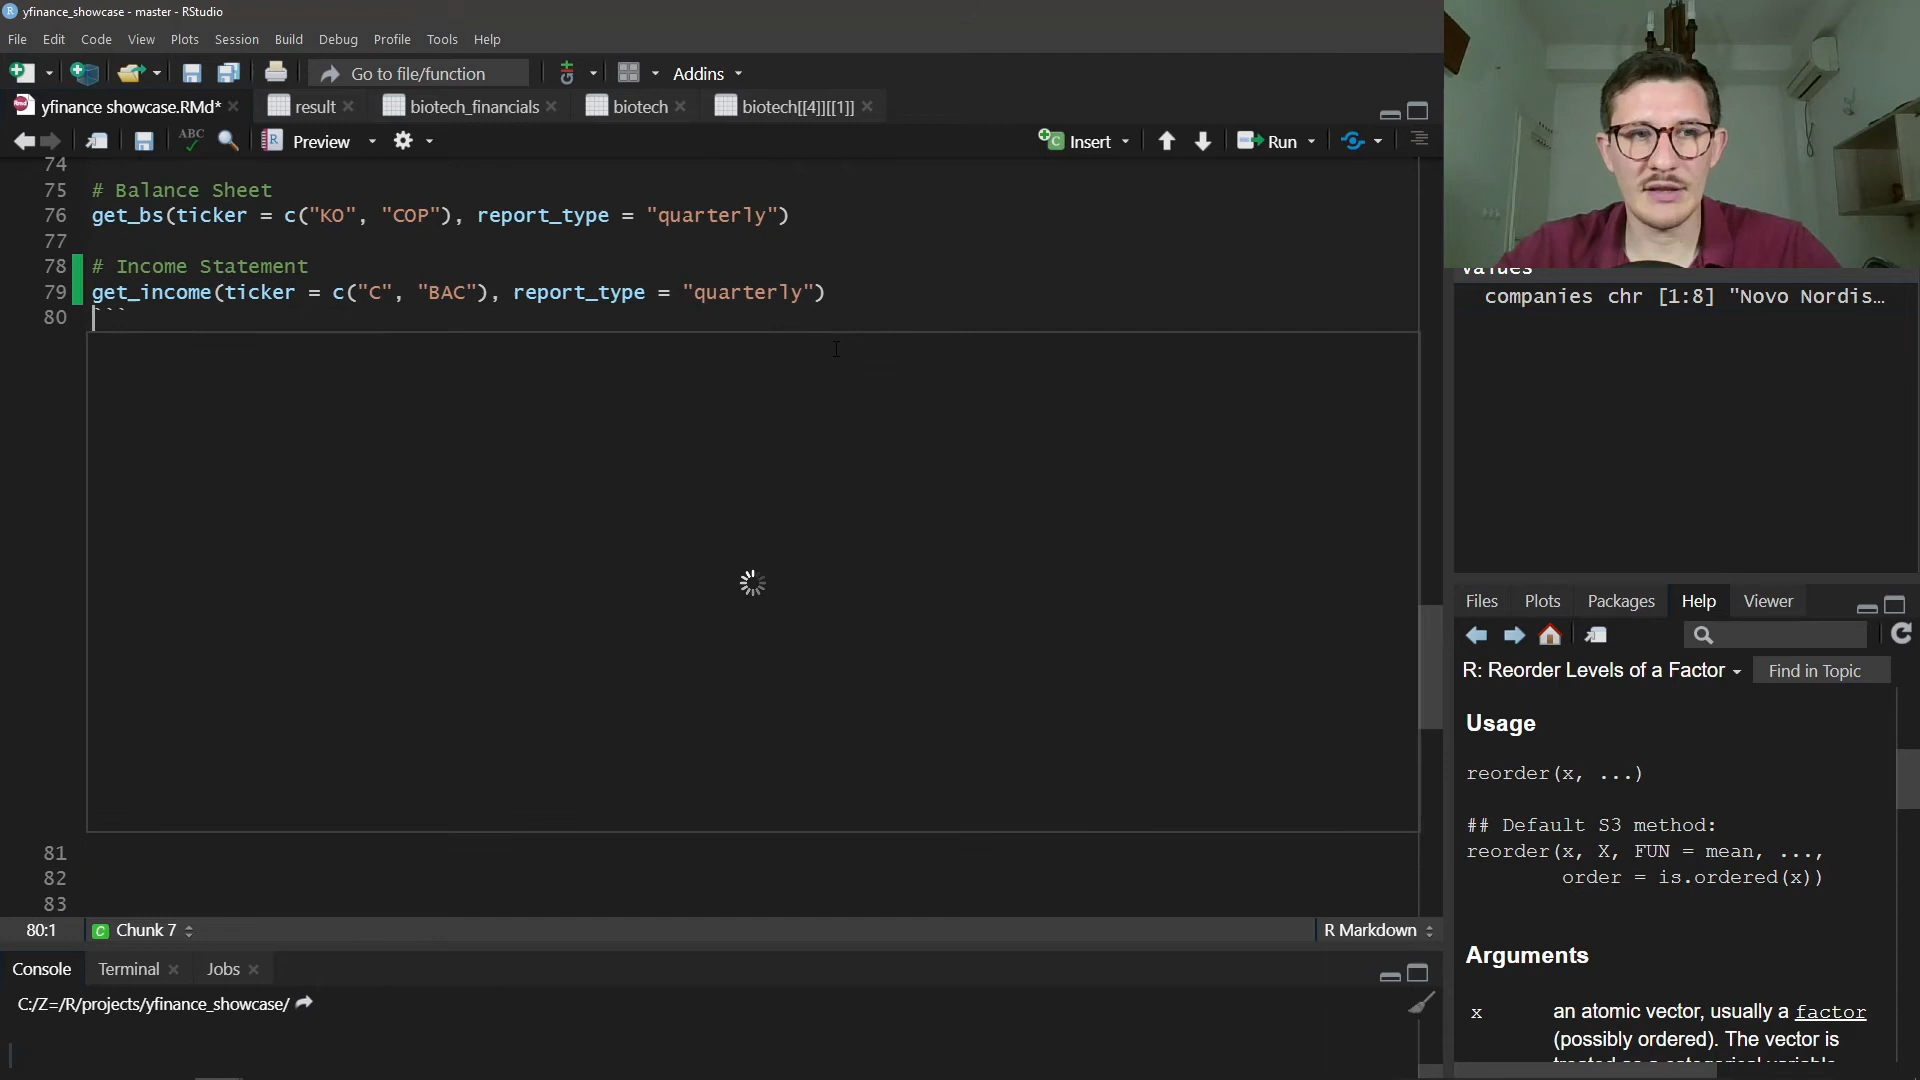 yfinance_showcase - master - RStudio
File Edit Code View Plots Session Build Debug Profile Tools Help
Go to file/function Addins
yfinance showcase.RMd* result biotech_financials biotech biotech[[4]][[1]]
ABC Preview Insert Run
74
75 # Balance Sheet
76 get_bs(ticker = c("KO", "COP"), report_type = "quarterly")
77
78 # Income Statement
79 get_income(ticker = c("C", "BAC"), report_type = "quarterly")
80 ```
81
82
83
80:1 C Chunk 7 R Markdown
Console Terminal Jobs
C:/Z=/R/projects/yfinance_showcase/
Values
companies chr [1:8] "Novo Nordis…
Files Plots Packages Help Viewer
R: Reorder Levels of a Factor Find in Topic
Usage
reorder(x, ...)
## Default S3 method:
reorder(x, X, FUN = mean, ...,
order = is.ordered(x))
Arguments
x an atomic vector, usually a factor
(possibly ordered). The vector is